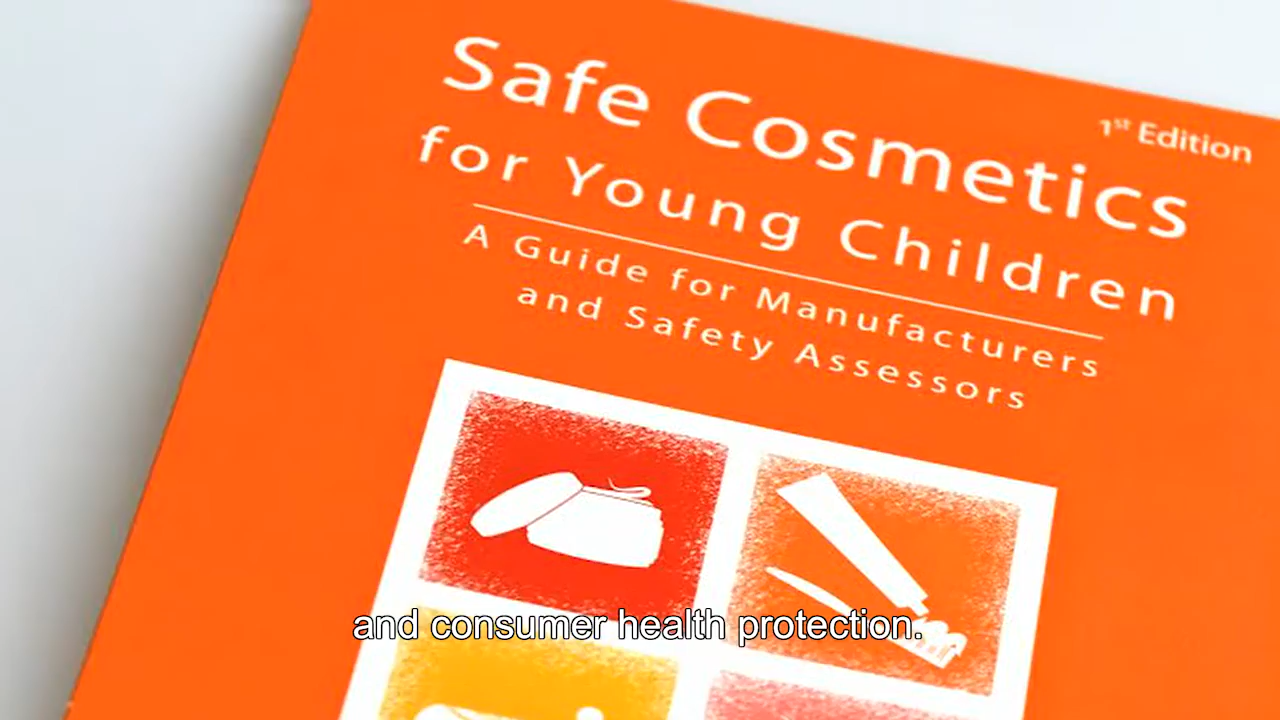 Safe Cosmetics
for Young Children
1ST Edition
A Guide for Manufacturers
and Safety Assessors
and consumer health protection.